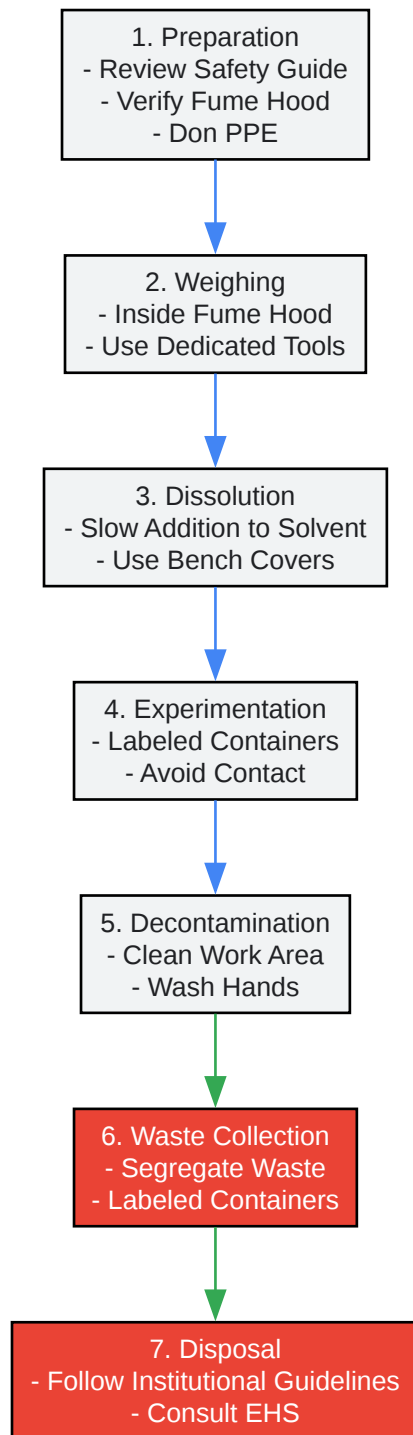 1. Preparation
- Review Safety Guide
- Verify Fume Hood
- Don PPE
2. Weighing
- Inside Fume Hood
- Use Dedicated Tools
3. Dissolution
- Slow Addition to Solvent
- Use Bench Covers
4. Experimentation
- Labeled Containers
- Avoid Contact
5. Decontamination
- Clean Work Area
- Wash Hands
6. Waste Collection
- Segregate Waste
- Labeled Containers
7. Disposal
- Follow Institutional Guidelines
- Consult EHS